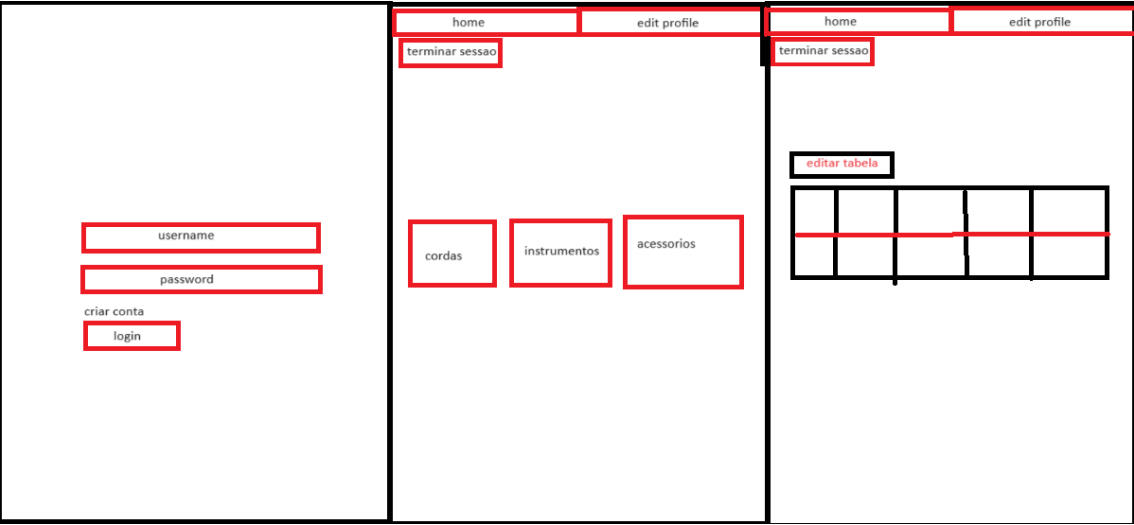 username
password
criar conta
login
home
edit profile
terminar sessao
cordas
instrumentos
acessorios
home
edit profile
terminar sessao
editar tabela